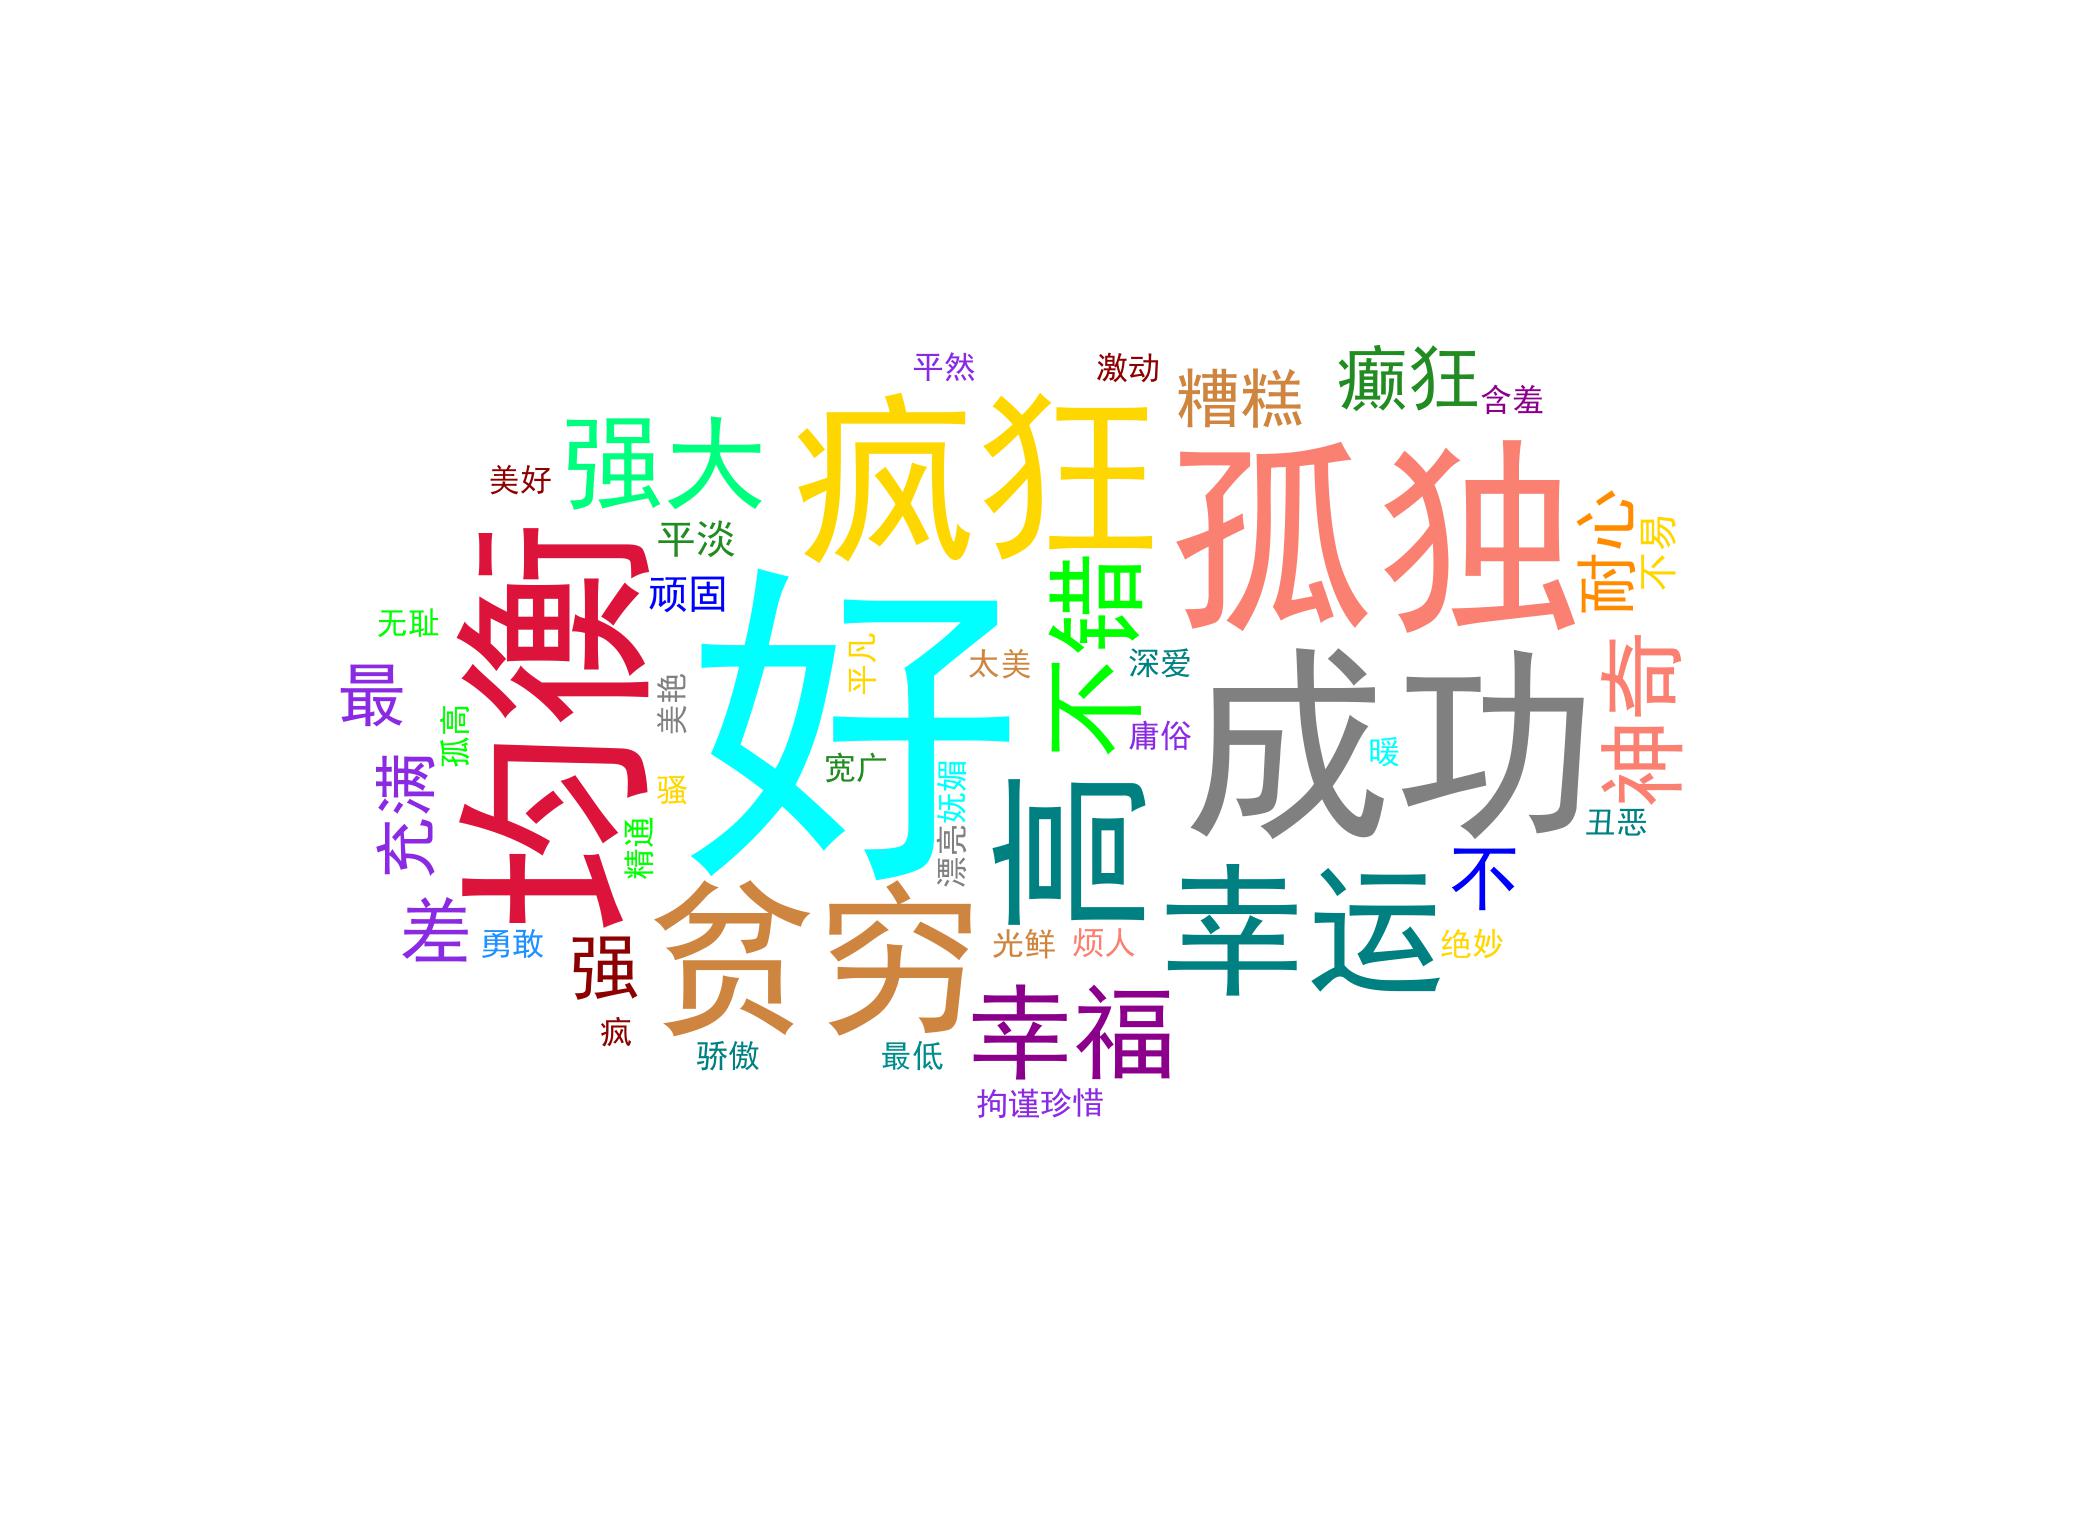 平然
激动
糟糕
癫狂
含羞
疯狂
强大
孤独
美好
耐心
不易
平淡
顽固
均衡
不错
好
无耻
平凡
太美
深爱
成功
神奇
最
孤高
美艳
庸俗
暖
宽广
妩媚
骚
充满
精通
漂亮
高
丑恶
不
幸运
差
勇敢
强
贫穷
光鲜
烦人
绝妙
幸福
疯
骄傲
最低
拘谨珍惜